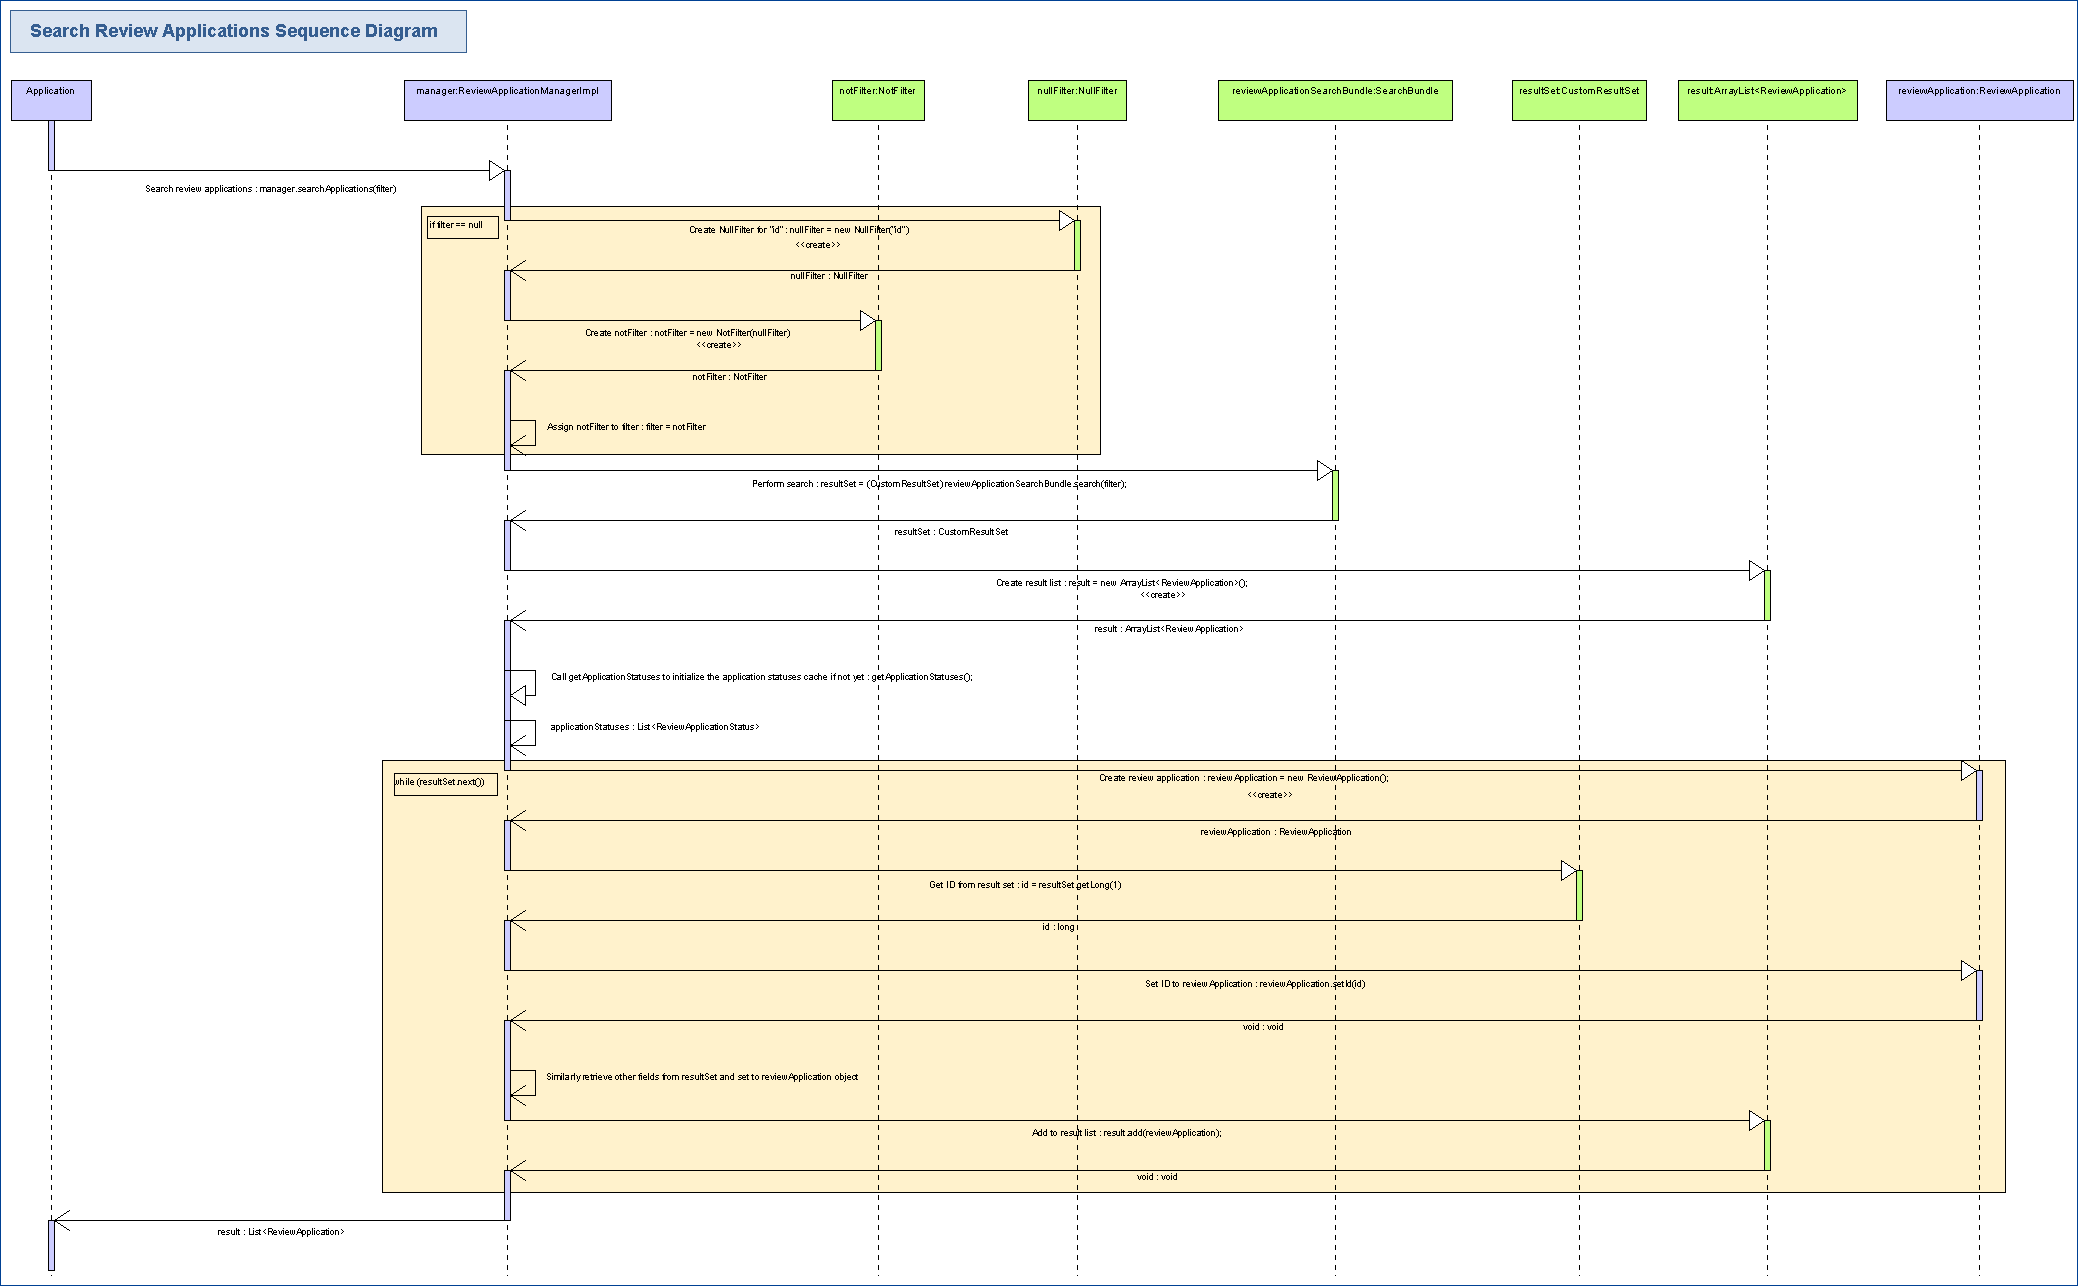 Search Review Applications Sequence Diagram
Application
manager:ReviewApplicationManagerImpl
notFilter:NotFilter
nullFilter:NullFilter
reviewApplicationSearchBundle:SearchBundle
resultSet:CustomResultSet
result:ArrayList<ReviewApplication>
reviewApplication:ReviewApplication
Search review applications : manager.searchApplications(filter)
if filter == null
Create NullFilter for "id" : nullFilter = new NullFilter("id")
<<create>>
nullFilter : NullFilter
Create notFilter : notFilter = new NotFilter(nullFilter)
<<create>>
notFilter : NotFilter
Assign notFilter to filter : filter = notFilter
Perform search : resultSet = (CustomResultSet) reviewApplicationSearchBundle.search(filter);
resultSet : CustomResultSet
Create result list : result = new ArrayList<ReviewApplication>();
<<create>>
result : ArrayList<ReviewApplication>
Call getApplicationStatuses to initialize the application statuses cache if not yet : getApplicationStatuses();
applicationStatuses : List<ReviewApplicationStatus>
while (resultSet.next())
Create review application : reviewApplication = new ReviewApplication();
<<create>>
reviewApplication : ReviewApplication
Get ID from result set : id = resultSet.getLong(1)
id : long
Set ID to reviewApplication : reviewApplication.setId(id)
void : void
Similarly retrieve other fields from resultSet and set to reviewApplication object
Add to result list : result.add(reviewApplication);
void : void
result : List<ReviewApplication>